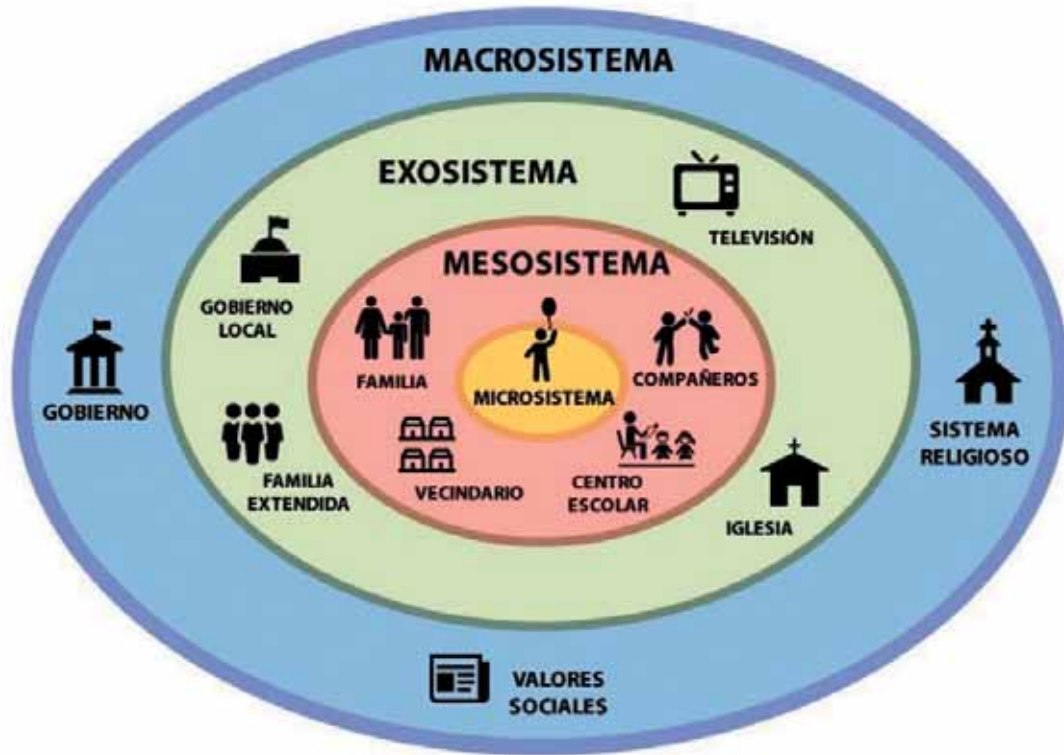 MACROSISTEMA
EXOSISTEMA
TELEVISIÓN
MESOSISTEMA
GOBIERNO
LOCAL
FAMILIA
MICROSISTEMA
COMPAÑEROS
GOBIERNO
SISTEMA
RELIGIOSO
FAMILIA
EXTENDIDA
VECINDARIO
CENTRO
ESCOLAR
IGLESIA
VALORES
SOCIALES